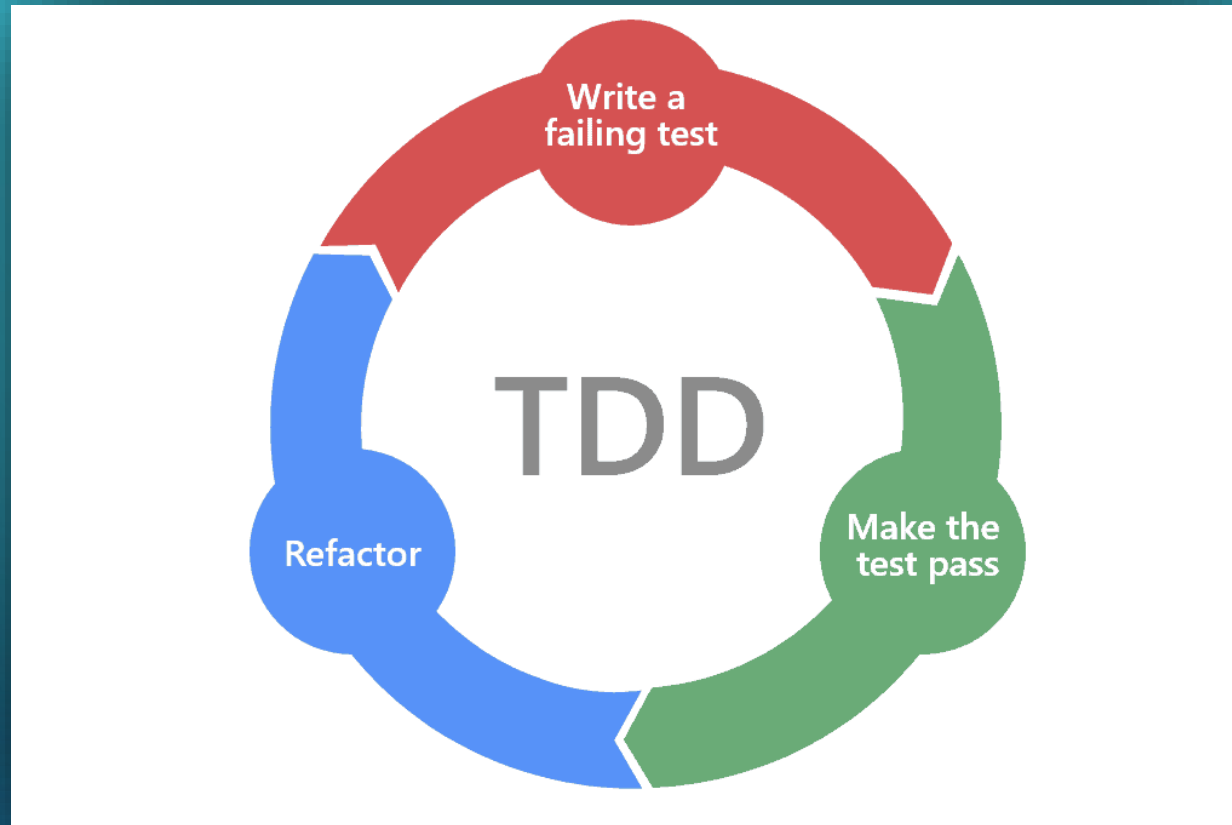 Write a
failing test
TDD
Make the
test pass
Refactor